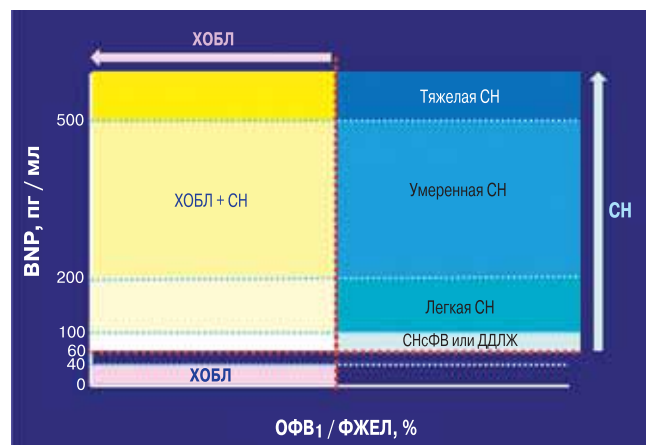 ХОБЛ
BNP, пг / мл
500
200
100
60
40
0
Тяжелая СН
ХОБЛ + СН
Умеренная СН
Легкая СН
СНсФВ или ДДЛЖ
ХОБЛ
СН
ОФВ₁ / ФЖЕЛ, %